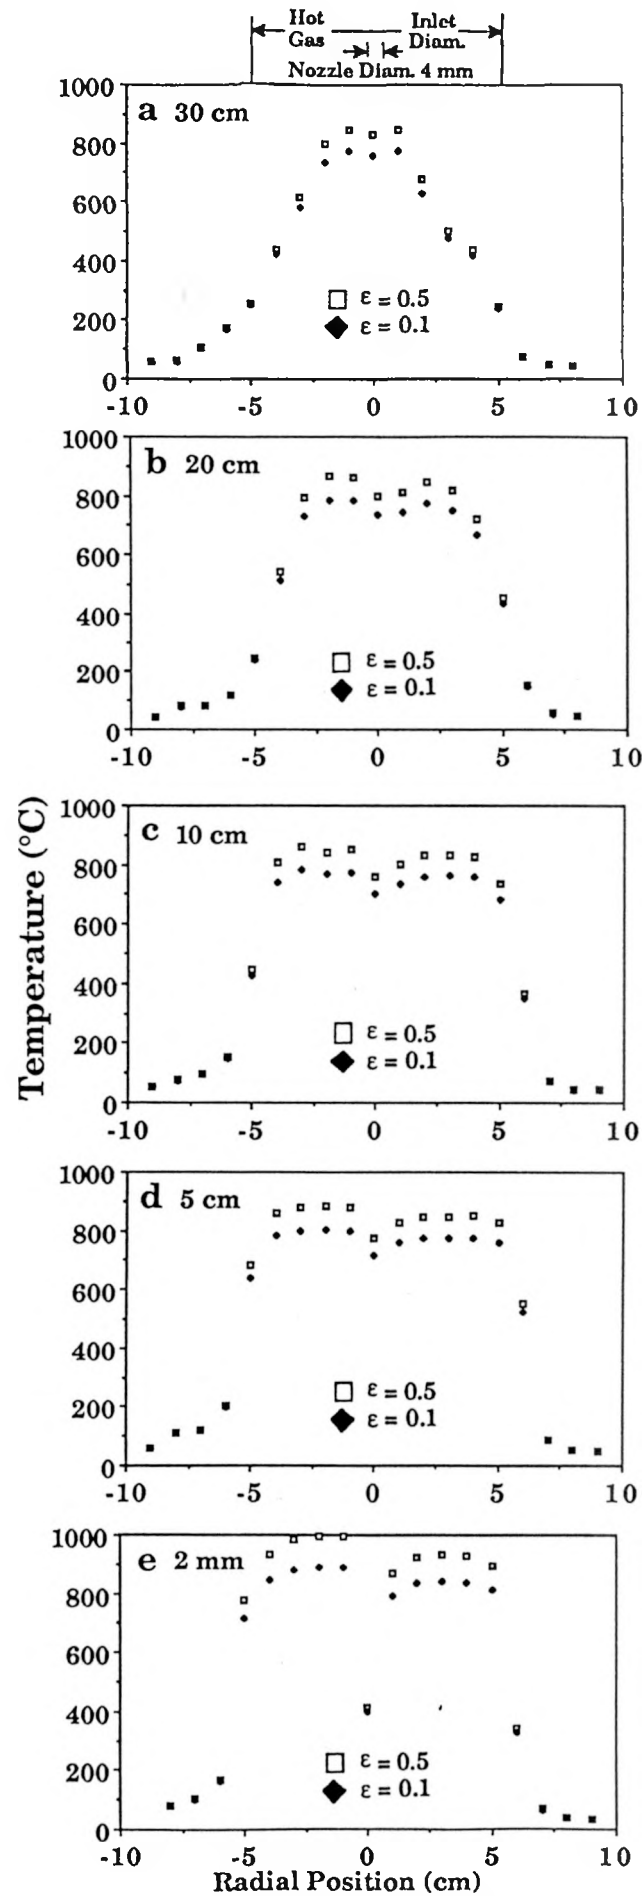 Hot Inlet
Gas Diam.
Nozzle Diam. 4 mm
1000
a 30 cm
800
600
400
200
0
ε = 0.5
ε = 0.1
-10 -5 0 5 10
1000
b 20 cm
800
600
400
200
0
ε = 0.5
ε = 0.1
-10 -5 0 5 10
Temperature (°C)
1000
c 10 cm
800
600
400
200
0
ε = 0.5
ε = 0.1
-10 -5 0 5 10
1000
d 5 cm
800
600
400
200
0
ε = 0.5
ε = 0.1
-10 -5 0 5 10
1000
e 2 mm
800
600
400
200
0
ε = 0.5
ε = 0.1
-10 -5 0 5 10
Radial Position (cm)